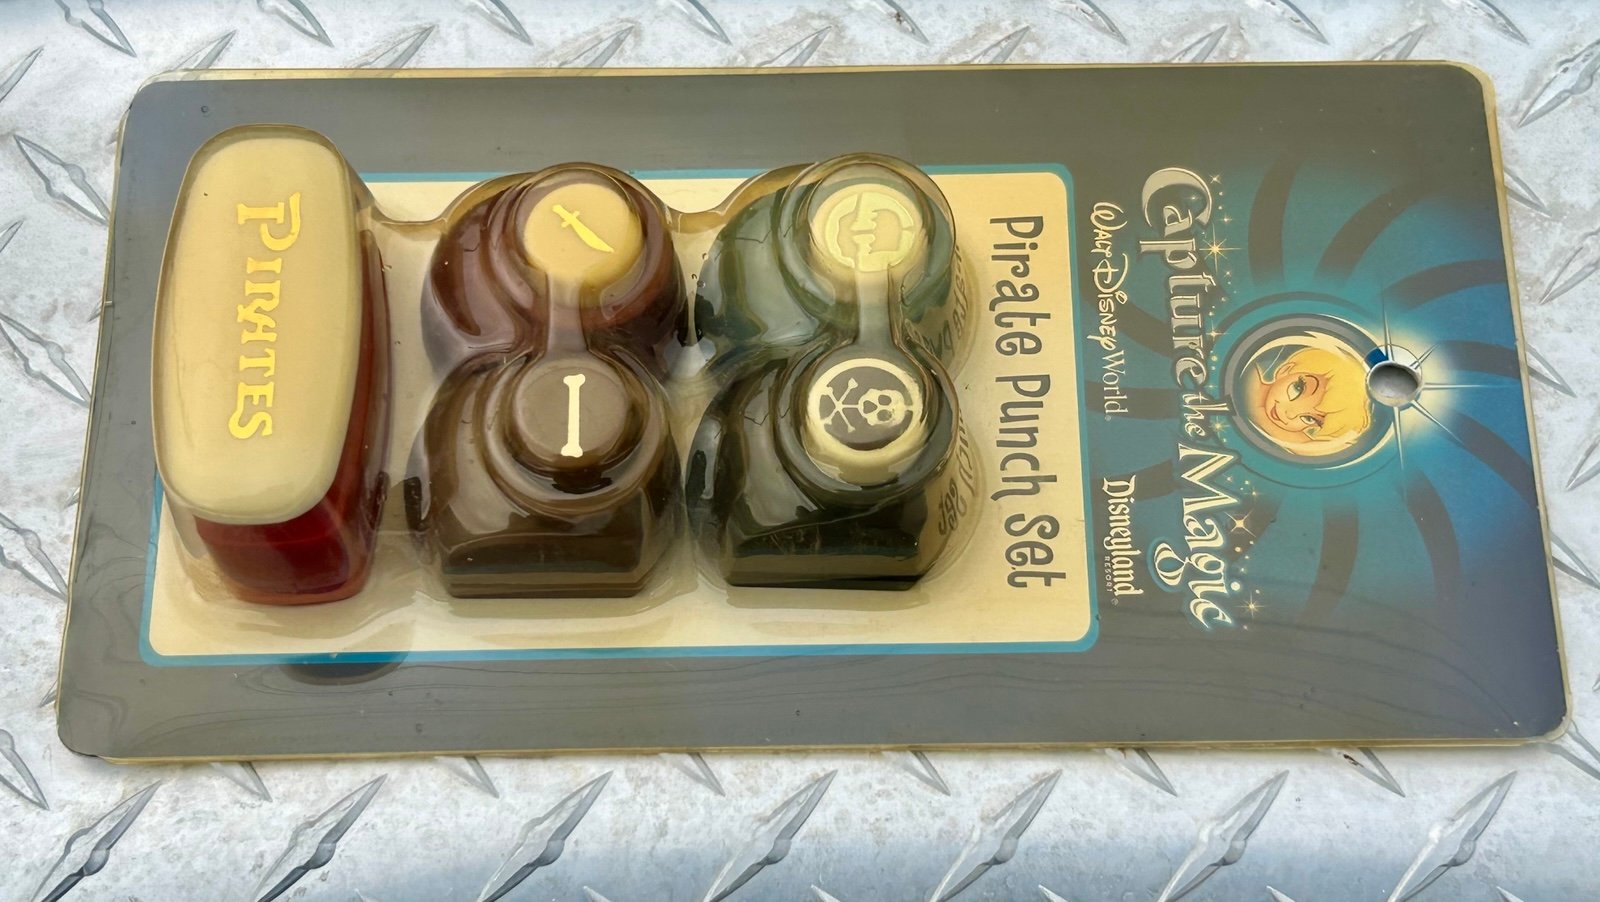 Capture the Magic
Walt Disney World®
Disneyland®
RESORT
Pirate Punch Set
PIRATES